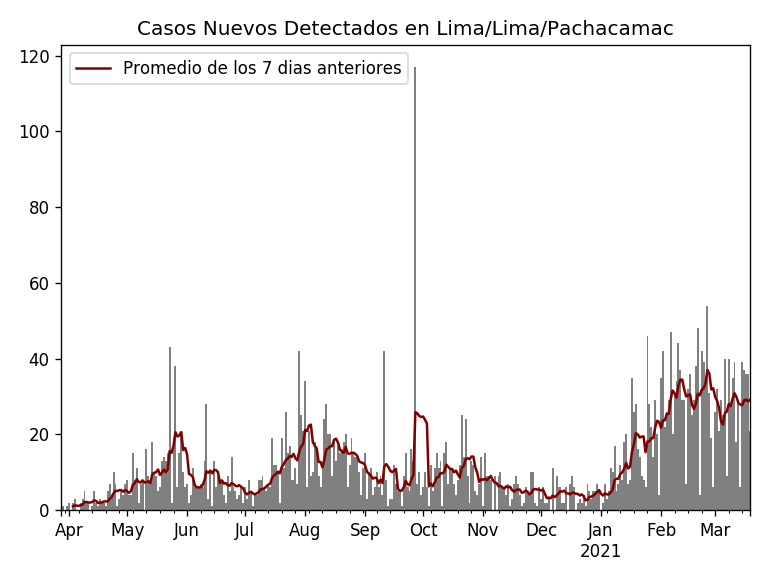 Casos Nuevos Detectados en Lima/Lima/Pachacamac
Promedio de los 7 dias anteriores
120
100
80
60
40
20
0
Apr May Jun Jul Aug Sep Oct Nov Dec Jan Feb Mar
2021